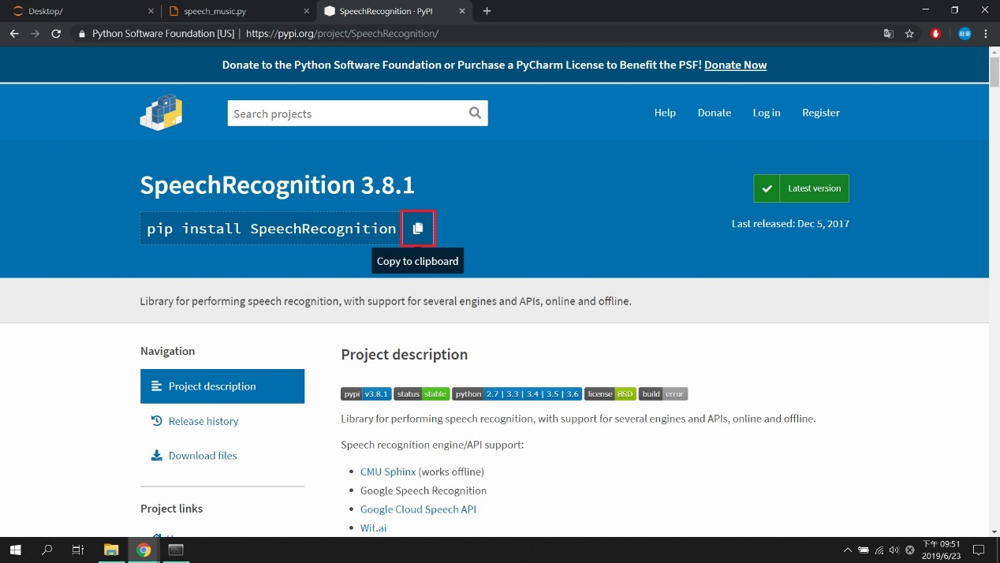 Desktop/
speech_music.py
SpeechRecognition · PyPI
Python Software Foundation [US] | https://pypi.org/project/SpeechRecognition/
Donate to the Python Software Foundation or Purchase a PyCharm License to Benefit the PSF! Donate Now
Search projects
Help
Donate
Log in
Register
SpeechRecognition 3.8.1
Latest version
pip install SpeechRecognition
Last released: Dec 5, 2017
Copy to clipboard
Library for performing speech recognition, with support for several engines and APIs, online and offline.
Navigation
Project description
Release history
Download files
Project links
Project description
pypi v3.8.1 status stable python 2.7 | 3.3 | 3.4 | 3.5 | 3.6 license BSD build error
Library for performing speech recognition, with support for several engines and APIs, online and offline.
Speech recognition engine/API support:
CMU Sphinx (works offline)
Google Speech Recognition
Google Cloud Speech API
Wit.ai
下午 09:51
2019/6/23